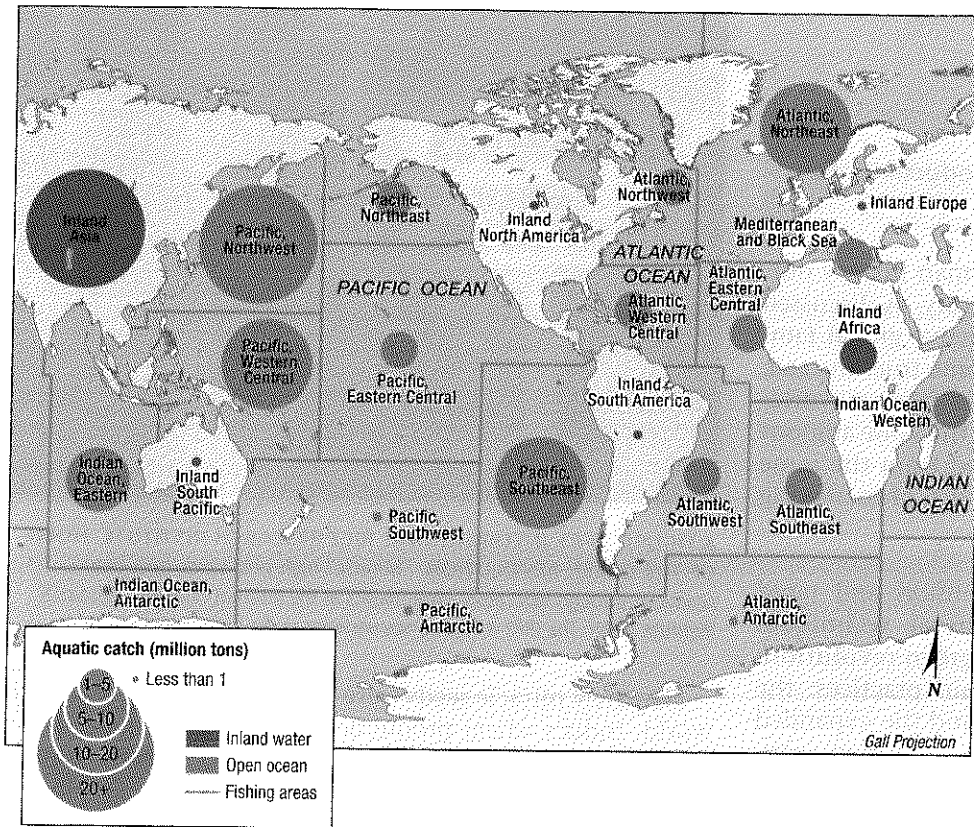 Atlantic,
Northeast
Atlantic,
Northwest
Pacific,
Northeast
Inland
North America
Inland Europe
Inland
Asia
Pacific,
Northwest
Mediterranean
and Black Sea
ATLANTIC
OCEAN
PACIFIC OCEAN
Atlantic,
Eastern
Central
Atlantic,
Western
Central
Inland
Africa
Pacific,
Western
Central
Pacific,
Eastern Central
Inland
South America
Indian Ocean,
Western
Indian
Ocean,
Eastern
Inland
South
Pacific
Pacific,
Southeast
INDIAN
OCEAN
Pacific,
Southwest
Atlantic,
Southwest
Atlantic,
Southeast
Indian Ocean,
Antarctic
Pacific,
Antarctic
Atlantic,
Antarctic
Aquatic catch (million tons)
Less than 1
1–5
5–10
10–20
20+
Inland water
Open ocean
Fishing areas
N
Gall Projection